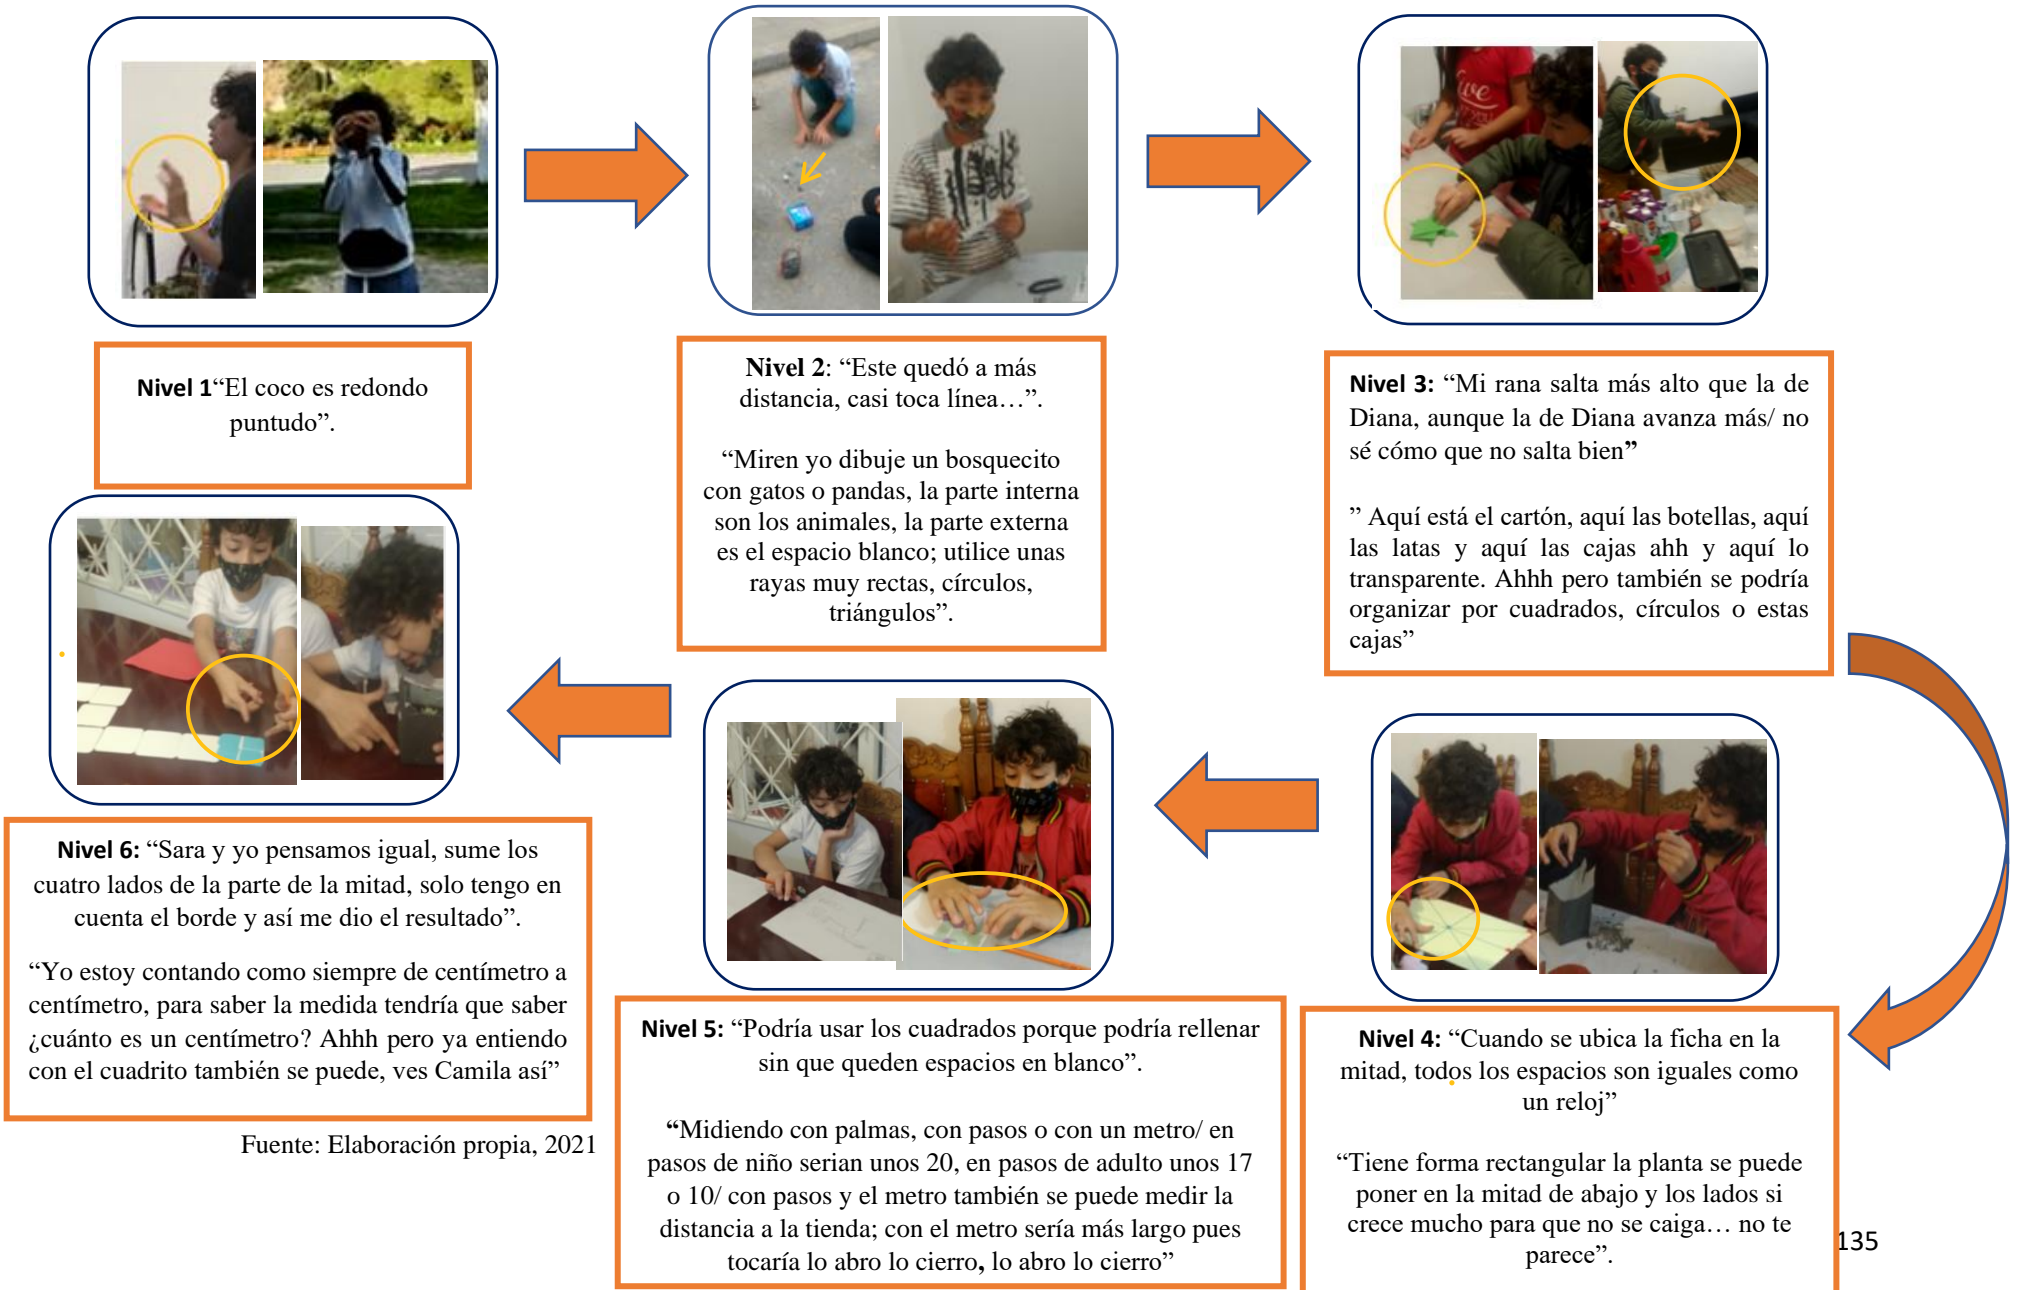 Nivel 1“El coco es redondo
puntudo”.
Nivel 2: “Este quedó a más
distancia, casi toca línea…”.
“Miren yo dibuje un bosquecito
con gatos o pandas, la parte interna
son los animales, la parte externa
es el espacio blanco; utilice unas
rayas muy rectas, círculos,
triángulos”.
Nivel 3: “Mi rana salta más alto que la de
Diana, aunque la de Diana avanza más/ no
sé cómo que no salta bien”
” Aquí está el cartón, aquí las botellas, aquí
las latas y aquí las cajas ahh y aquí lo
transparente. Ahhh pero también se podría
organizar por cuadrados, círculos o estas
cajas”
Nivel 4: “Cuando se ubica la ficha en la
mitad, todos los espacios son iguales como
un reloj”
“Tiene forma rectangular la planta se puede
poner en la mitad de abajo y los lados si
crece mucho para que no se caiga… no te
parece”.
Nivel 5: “Podría usar los cuadrados porque podría rellenar
sin que queden espacios en blanco”.
“Midiendo con palmas, con pasos o con un metro/ en
pasos de niño serian unos 20, en pasos de adulto unos 17
o 10/ con pasos y el metro también se puede medir la
distancia a la tienda; con el metro sería más largo pues
tocaría lo abro lo cierro, lo abro lo cierro”
Nivel 6: “Sara y yo pensamos igual, sume los
cuatro lados de la parte de la mitad, solo tengo en
cuenta el borde y así me dio el resultado”.
“Yo estoy contando como siempre de centímetro a
centímetro, para saber la medida tendría que saber
¿cuánto es un centímetro? Ahhh pero ya entiendo
con el cuadrito también se puede, ves Camila así”
Fuente: Elaboración propia, 2021
135